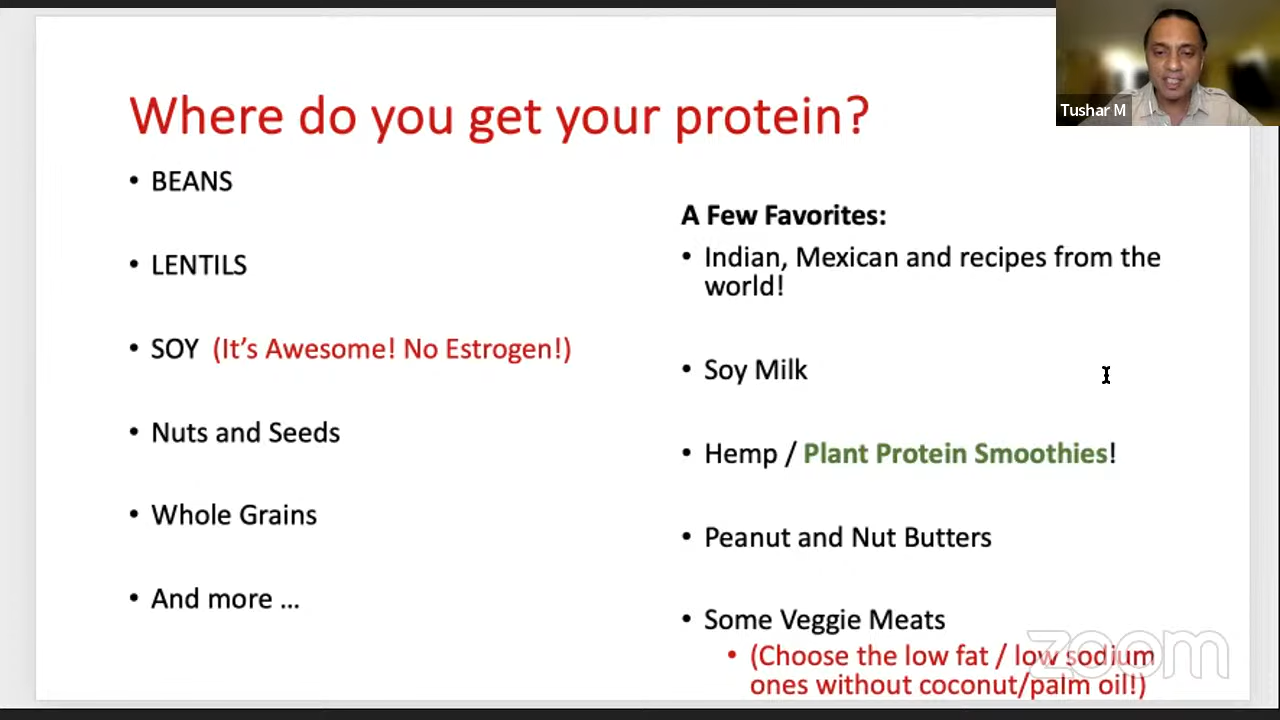 Where do you get your protein?
• BEANS
• LENTILS
• SOY (It's Awesome! No Estrogen!)
• Nuts and Seeds
• Whole Grains
• And more ...
A Few Favorites:
• Indian, Mexican and recipes from the
world!
• Soy Milk
• Hemp / Plant Protein Smoothies!
• Peanut and Nut Butters
• Some Veggie Meats
• (Choose the low fat / low sodium
ones without coconut/palm oil!)
Tushar M
zoom